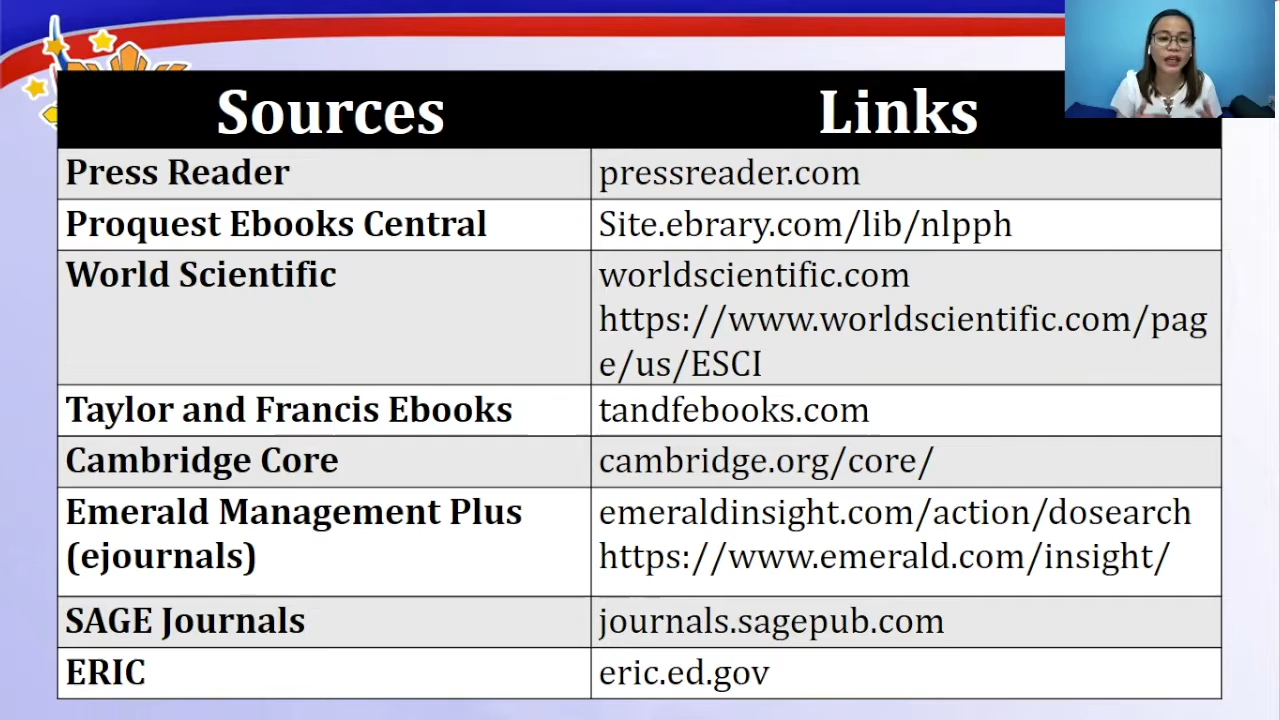 Sources
Links
Press Reader
pressreader.com
Proquest Ebooks Central
Site.ebrary.com/lib/nlpph
World Scientific
worldscientific.com
https://www.worldscientific.com/pag
e/us/ESCI
Taylor and Francis Ebooks
tandfebooks.com
Cambridge Core
cambridge.org/core/
Emerald Management Plus
(ejournals)
emeraldinsight.com/action/dosearch
https://www.emerald.com/insight/
SAGE Journals
journals.sagepub.com
ERIC
eric.ed.gov